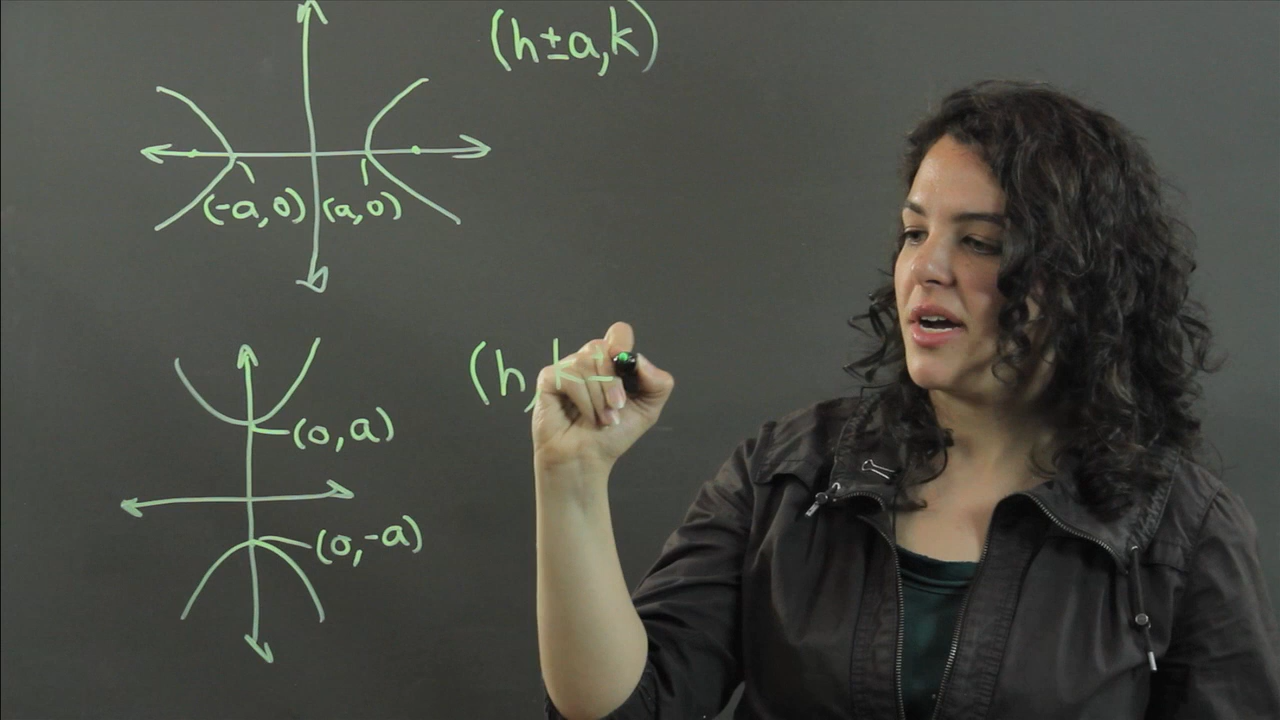 (h±a,k)
(-a,0) (a,0)
(h, k±
(0,a)
(0,-a)